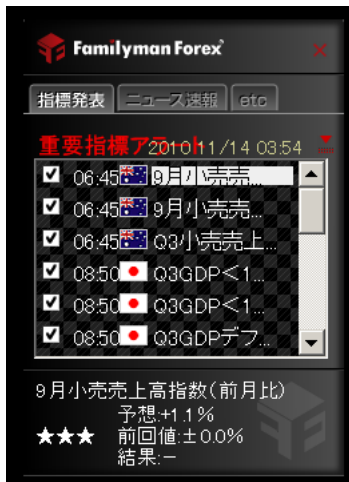 Familyman Forex
指標発表 ニュース速報 etc
重要指標アラート 2010 11/14 03:54
06:45 9月小売売...
06:45 9月小売売...
06:45 Q3小売売上...
08:50 Q3GDP<1...
08:50 Q3GDP<1...
08:50 Q3GDPデフ...
9月小売売上高指数(前月比)
予想:+1.1%
★★★ 前回値:±0.0%
結果:−